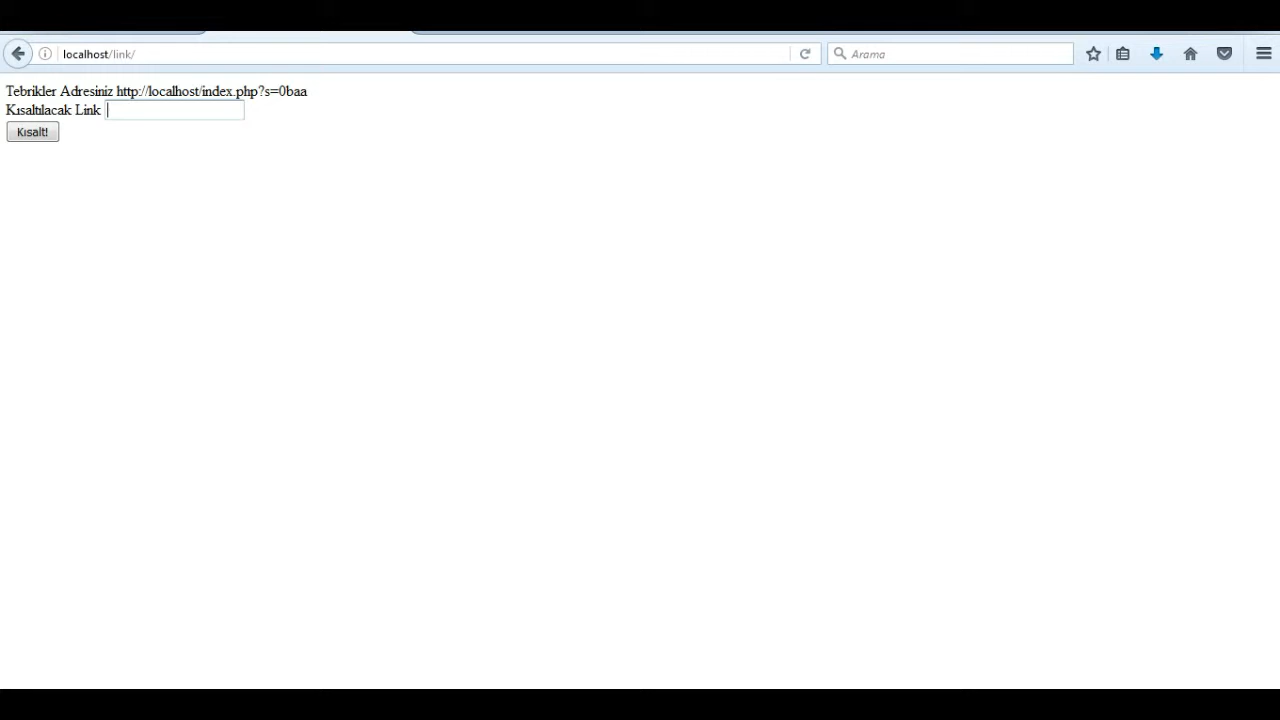 localhost/link/
Arama
Tebrikler Adresiniz http://localhost/index.php?s=0baa
Kısaltılacak Link
Kısalt!